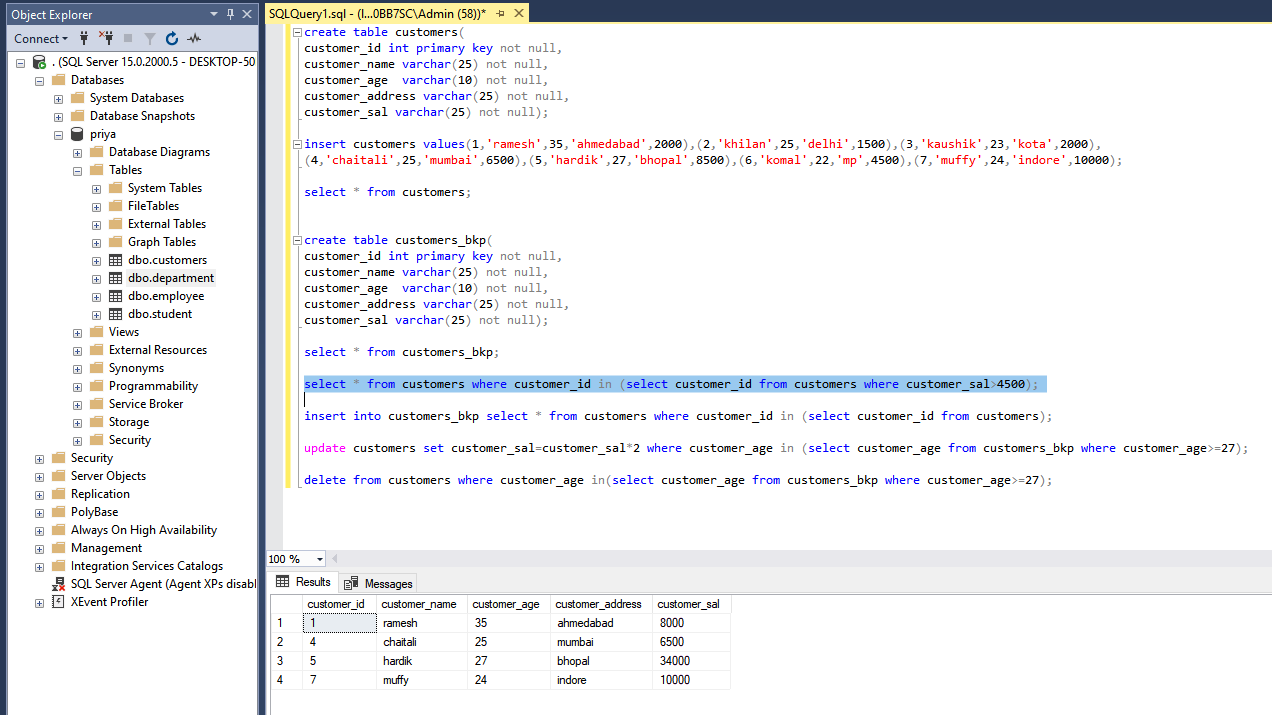 Object Explorer
Connect
. (SQL Server 15.0.2000.5 - DESKTOP-50
Databases
System Databases
Database Snapshots
priya
Database Diagrams
Tables
System Tables
FileTables
External Tables
Graph Tables
dbo.customers
dbo.department
dbo.employee
dbo.student
Views
External Resources
Synonyms
Programmability
Service Broker
Storage
Security
Security
Server Objects
Replication
PolyBase
Always On High Availability
Management
Integration Services Catalogs
SQL Server Agent (Agent XPs disabl
XEvent Profiler
SQLQuery1.sql - (l...0BB7SC\Admin (58))*
create table customers(
customer_id int primary key not null,
customer_name varchar(25) not null,
customer_age  varchar(10) not null,
customer_address varchar(25) not null,
customer_sal varchar(25) not null);
insert customers values(1,'ramesh',35,'ahmedabad',2000),(2,'khilan',25,'delhi',1500),(3,'kaushik',23,'kota',2000),
(4,'chaitali',25,'mumbai',6500),(5,'hardik',27,'bhopal',8500),(6,'komal',22,'mp',4500),(7,'muffy',24,'indore',10000);
select * from customers;
create table customers_bkp(
customer_id int primary key not null,
customer_name varchar(25) not null,
customer_age  varchar(10) not null,
customer_address varchar(25) not null,
customer_sal varchar(25) not null);
select * from customers_bkp;
select * from customers where customer_id in (select customer_id from customers where customer_sal>4500);
insert into customers_bkp select * from customers where customer_id in (select customer_id from customers);
update customers set customer_sal=customer_sal*2 where customer_age in (select customer_age from customers_bkp where customer_age>=27);
delete from customers where customer_age in(select customer_age from customers_bkp where customer_age>=27);
100 %
Results Messages
customer_id customer_name customer_age customer_address customer_sal
1 1 ramesh 35 ahmedabad 8000
2 4 chaitali 25 mumbai 6500
3 5 hardik 27 bhopal 34000
4 7 muffy 24 indore 10000